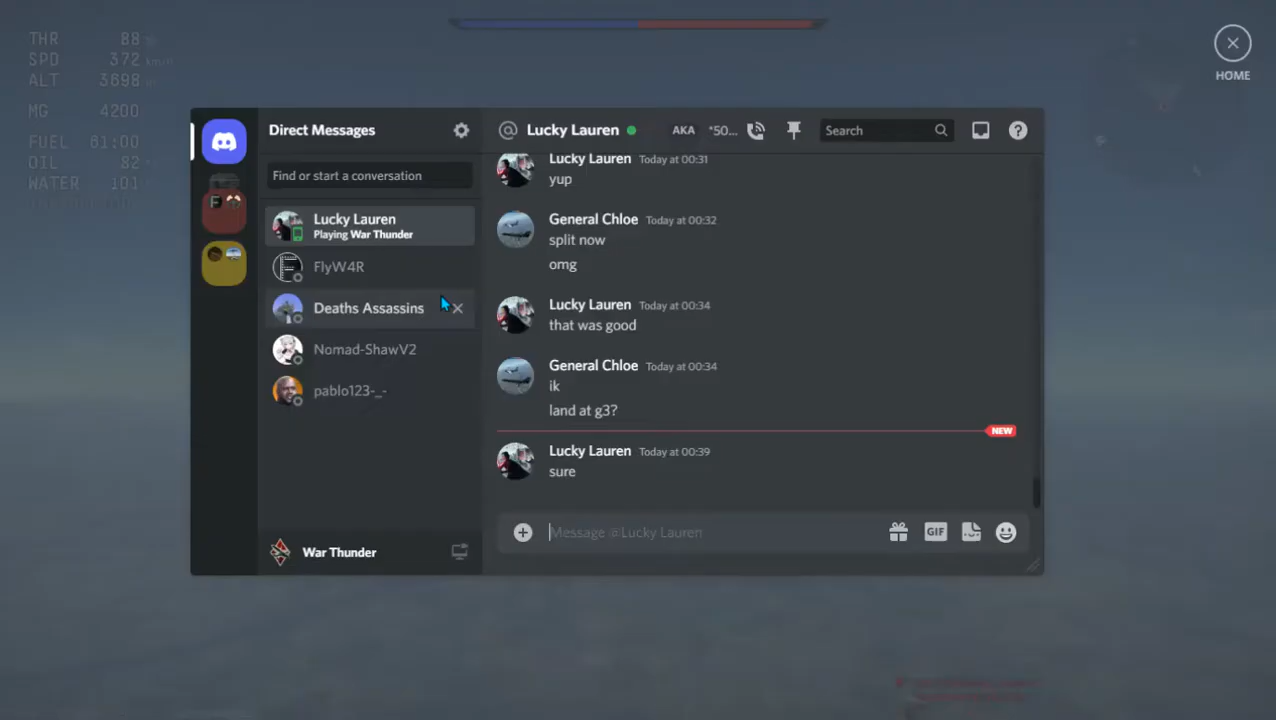 THR 88 %
SPD 372 km/h
ALT 3698 m
MG 4200
FUEL 61:00
OIL 82
WATER 101
HOME
Direct Messages
Find or start a conversation
Lucky Lauren
Playing War Thunder
FlyW4R
Deaths Assassins
Nomad-ShawV2
pablo123-_-
War Thunder
@ Lucky Lauren AKA *50... Search
Lucky Lauren Today at 00:31
yup
General Chloe Today at 00:32
split now
omg
Lucky Lauren Today at 00:34
that was good
General Chloe Today at 00:34
ik
land at g3?
NEW
Lucky Lauren Today at 00:39
sure
Message @Lucky Lauren
GIF